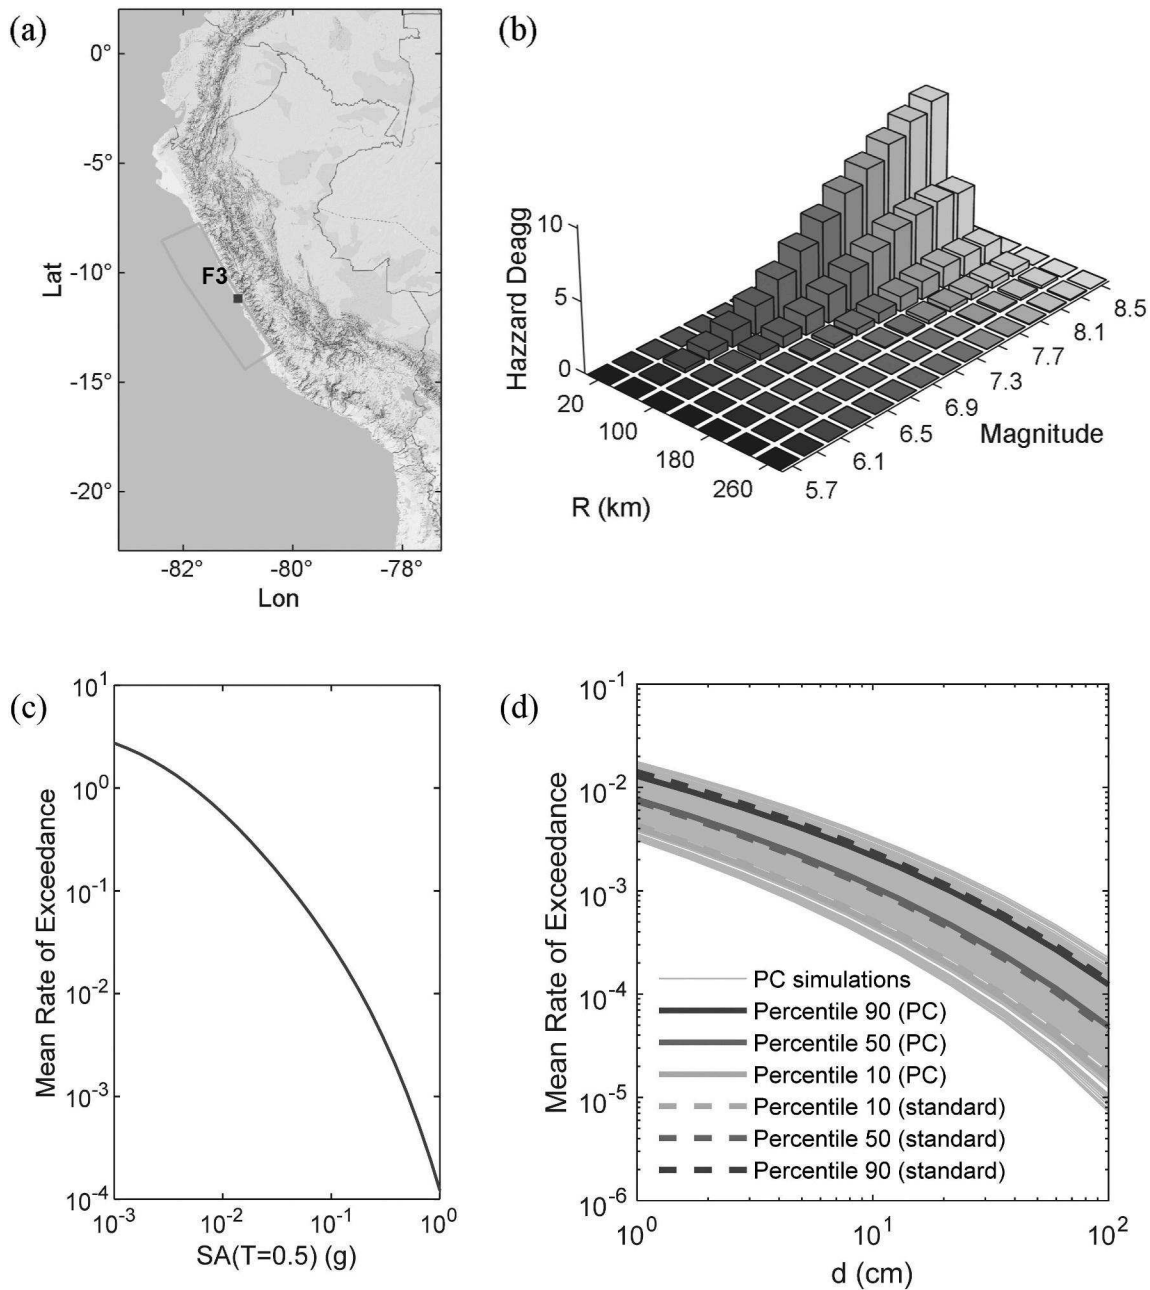 (a)
0°
-5°
-10°
-15°
-20°
Lat
F3
-82°
-80°
-78°
Lon
(b)
Hazzard Deagg
10
5
0
20
100
180
260
R (km)
5.7
6.1
6.5
6.9
7.3
7.7
8.1
8.5
Magnitude
(c)
Mean Rate of Exceedance
10¹
10⁰
10⁻¹
10⁻²
10⁻³
10⁻⁴
10⁻³
10⁻²
10⁻¹
10⁰
SA(T=0.5) (g)
(d)
Mean Rate of Exceedance
10⁻¹
10⁻²
10⁻³
10⁻⁴
10⁻⁵
10⁻⁶
PC simulations
Percentile 90 (PC)
Percentile 50 (PC)
Percentile 10 (PC)
Percentile 10 (standard)
Percentile 50 (standard)
Percentile 90 (standard)
10⁰
10¹
10²
d (cm)